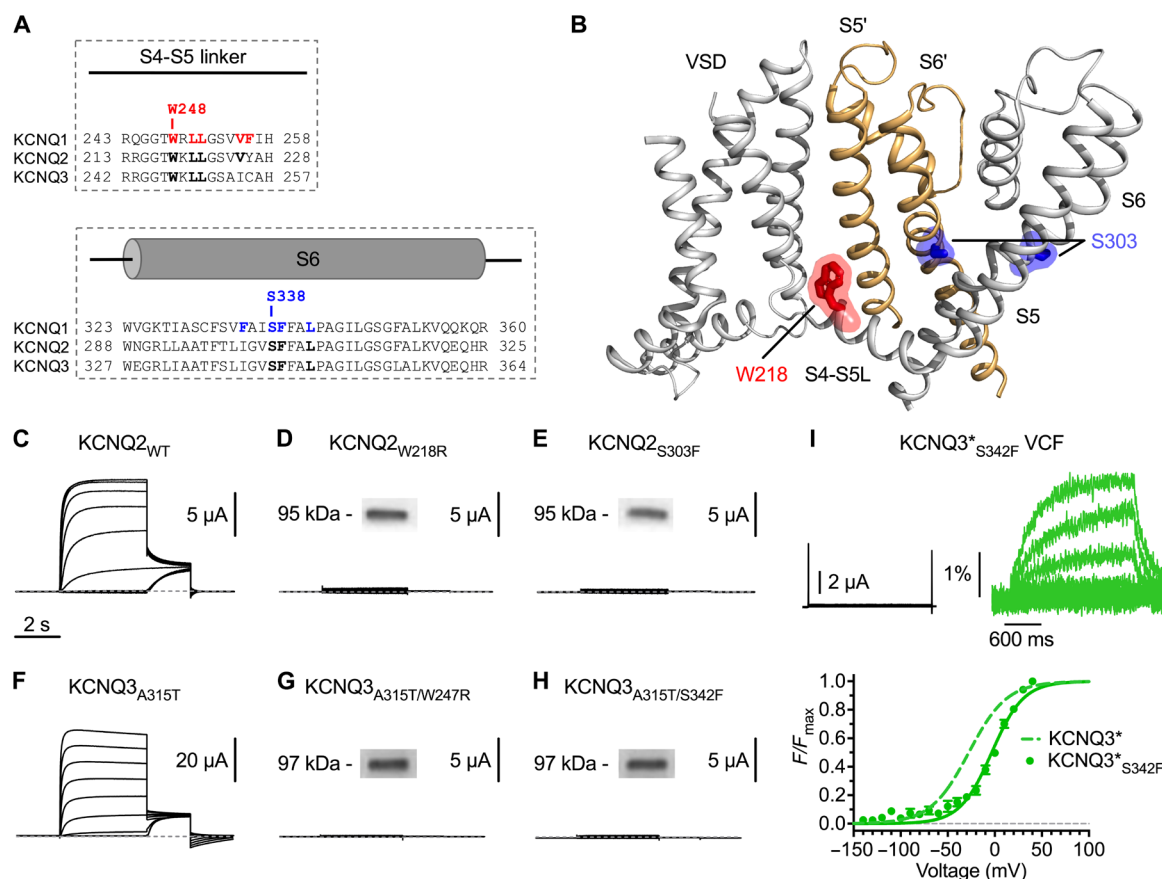 A
S4-S5 linker
W248
KCNQ1 243 RQGGTWRLLGSVVFIH 258
KCNQ2 213 RRGGTWKLLGSVVYAH 228
KCNQ3 242 RRGGTWKLLGSAICAH 257
S6
S338
KCNQ1 323 WVGKTIASCFSVFAISFFALPAGILGSGFALKVQQKQR 360
KCNQ2 288 WNGRLLAATFTLIGVSFFALPAGILGSGFALKVQEQHR 325
KCNQ3 327 WEGRLIAATFSLIGVSFFALPAGILGSGLALKVQEQHR 364
B
VSD
S5'
S6'
S6
S303
S5
W218
S4-S5L
C
KCNQ2WT
5 µA
2 s
D
KCNQ2W218R
95 kDa -
5 µA
E
KCNQ2S303F
95 kDa -
5 µA
F
KCNQ3A315T
20 µA
G
KCNQ3A315T/W247R
97 kDa -
5 µA
H
KCNQ3A315T/S342F
97 kDa -
5 µA
I
KCNQ3*S342F VCF
2 µA
1%
600 ms
F/Fmax
1.0
0.8
0.6
0.4
0.2
0.0
KCNQ3*
KCNQ3*S342F
−150 −100 −50 0 50 100
Voltage (mV)